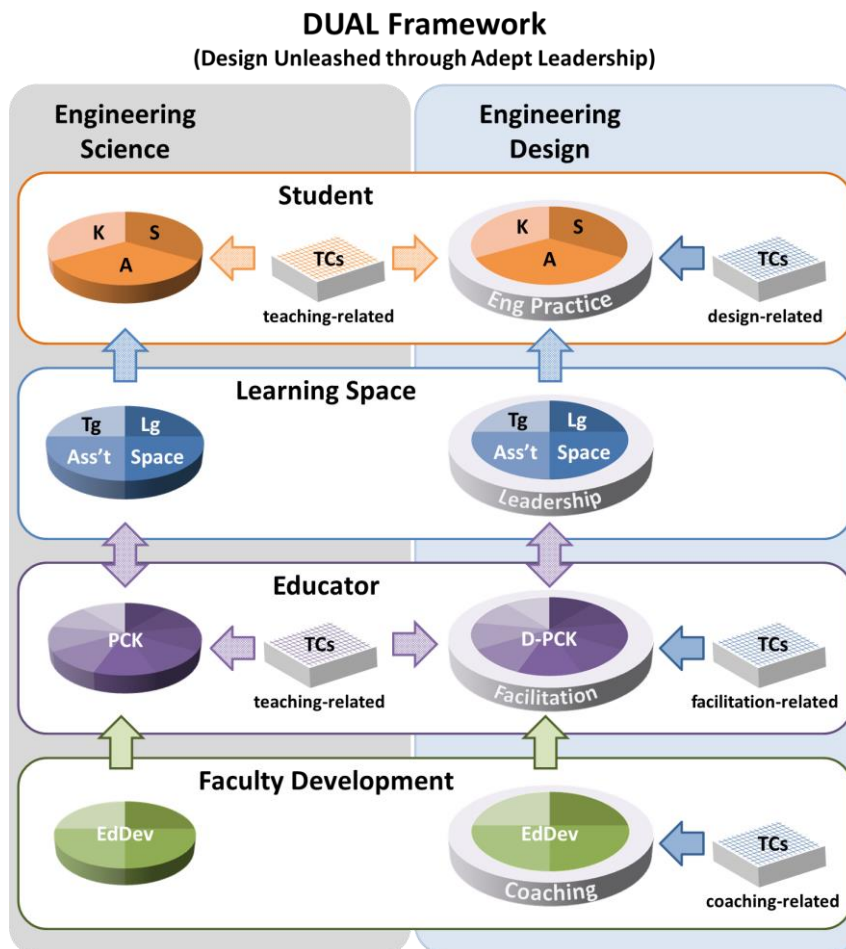 DUAL Framework
(Design Unleashed through Adept Leadership)
Engineering
Science
Engineering
Design
Student
K
S
A
TCs
teaching-related
K
S
A
Eng Practice
TCs
design-related
Learning Space
Tg
Lg
Ass't
Space
Tg
Lg
Ass't
Space
Leadership
Educator
PCK
TCs
teaching-related
D-PCK
Facilitation
TCs
facilitation-related
Faculty Development
EdDev
EdDev
Coaching
TCs
coaching-related